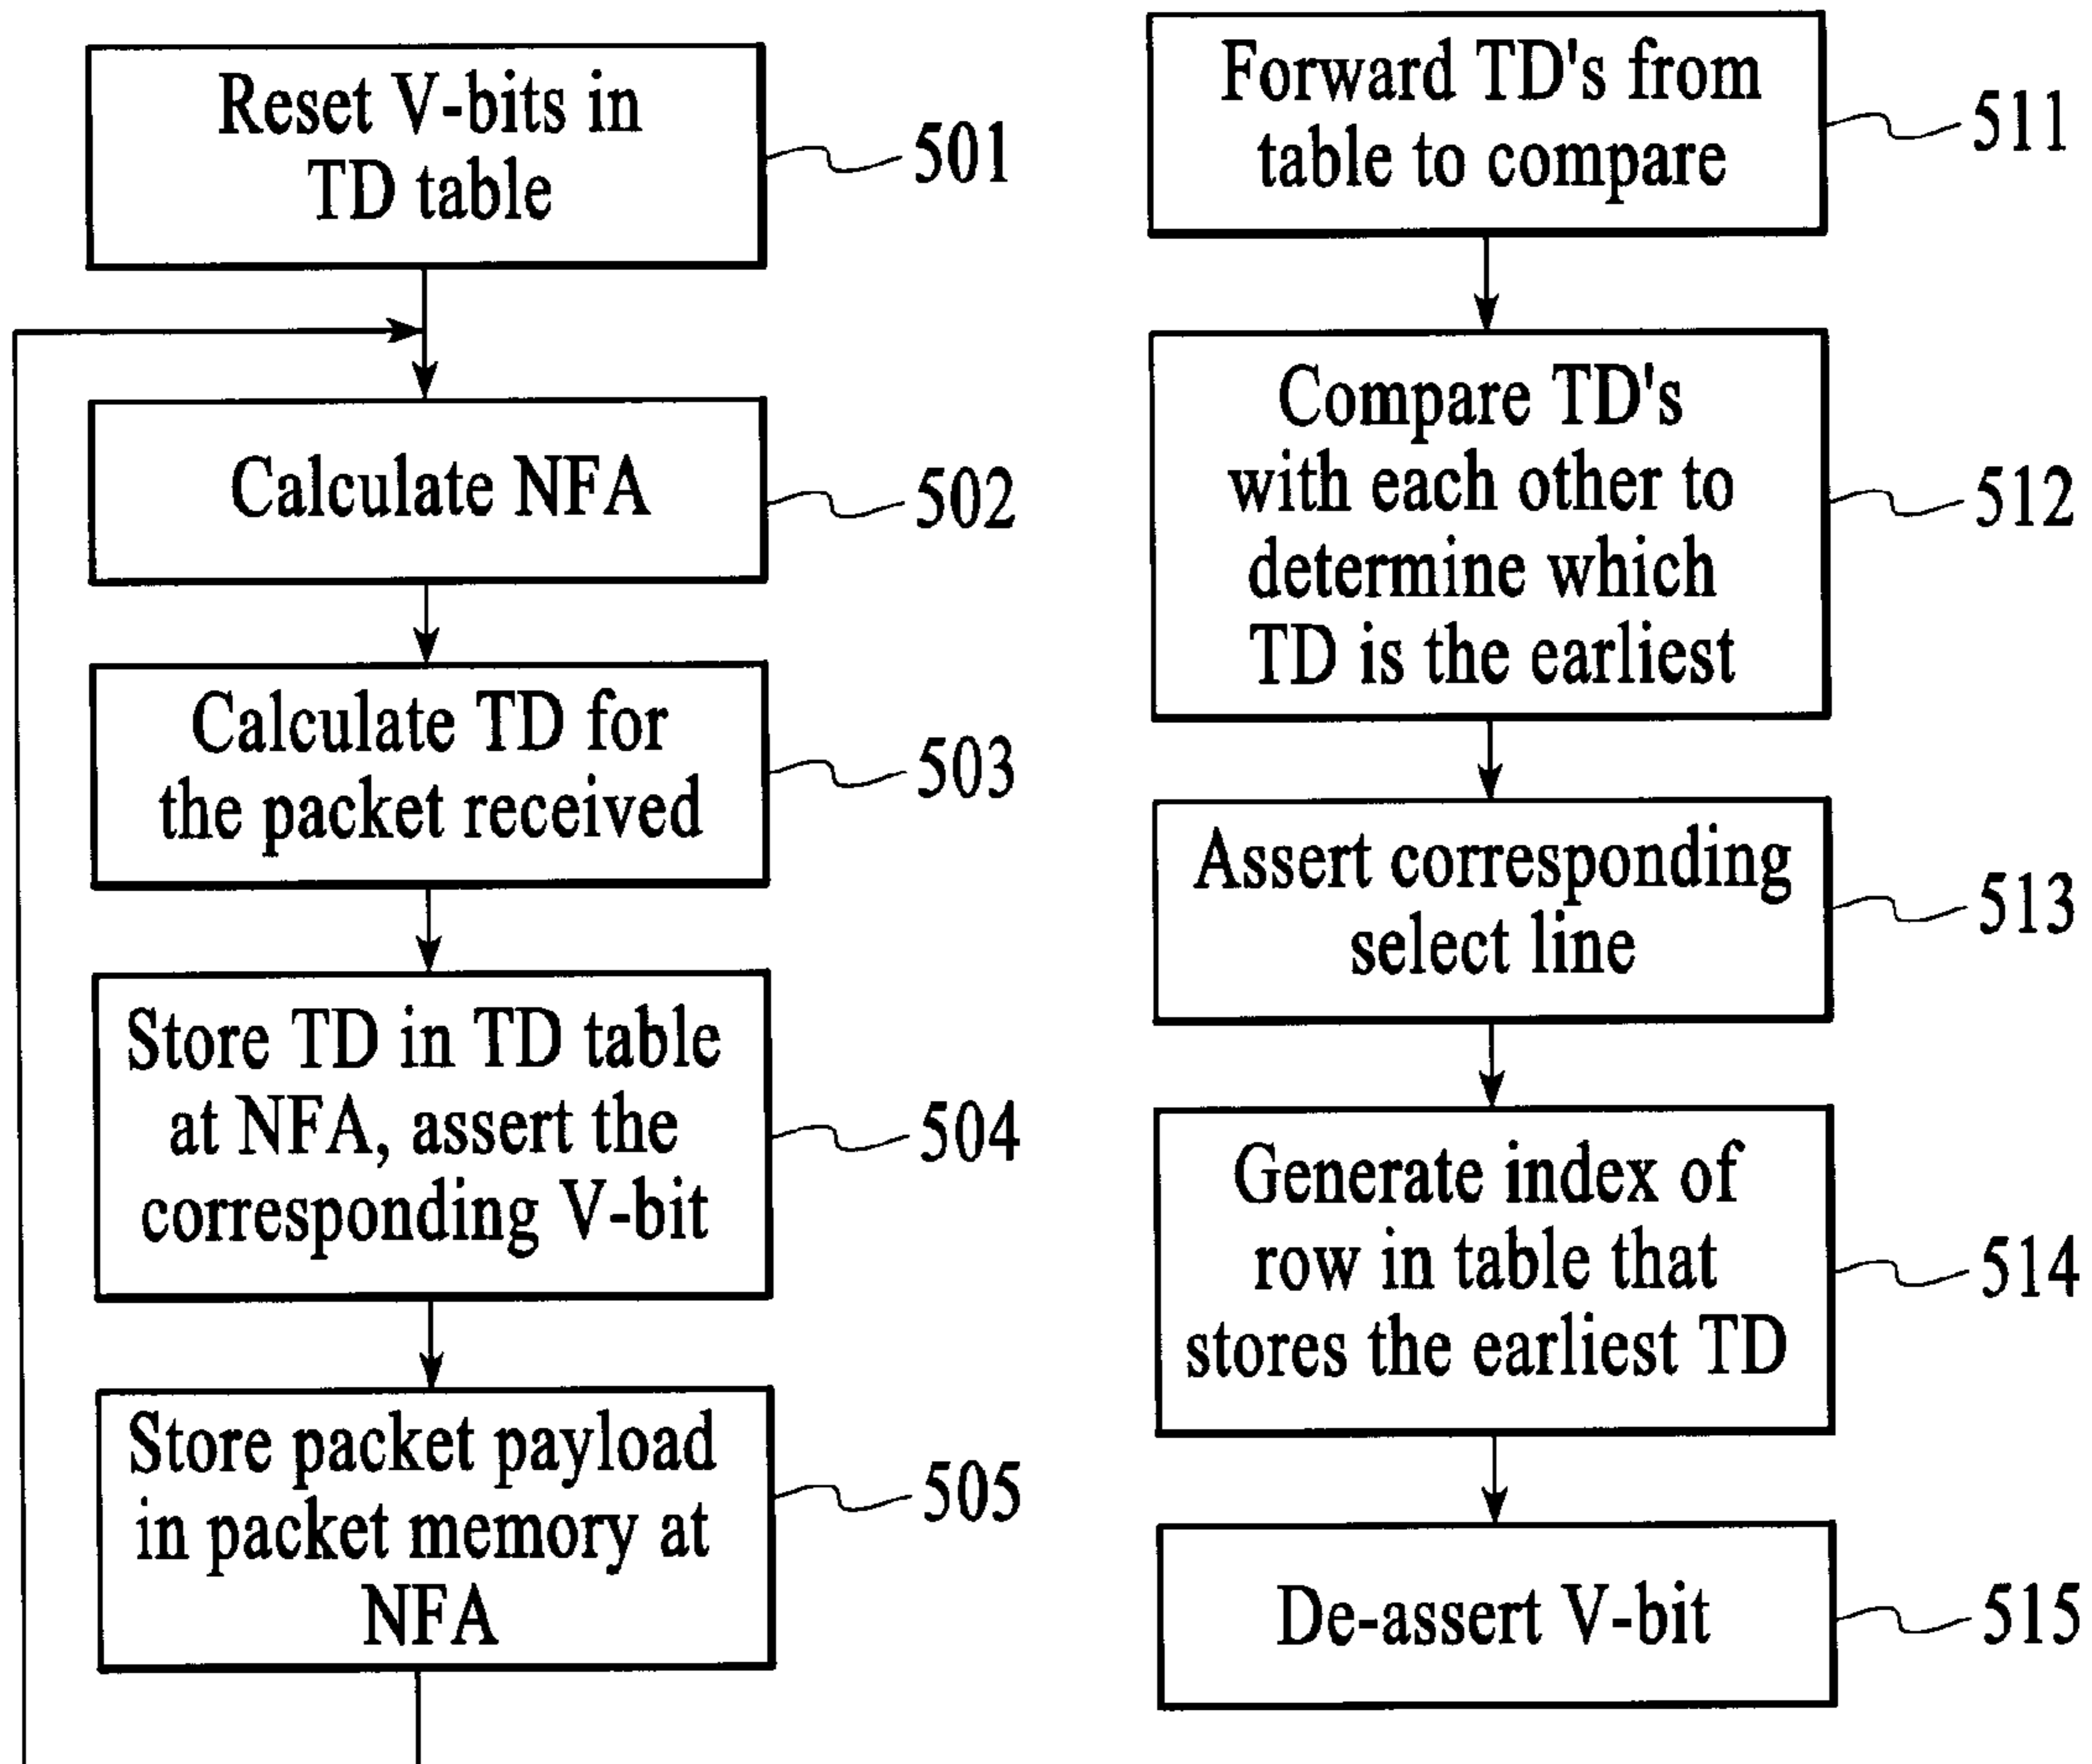 Reset V-bits in
TD table
501
Calculate NFA
502
Calculate TD for
the packet received
503
Store TD in TD table
at NFA, assert the
corresponding V-bit
504
Store packet payload
in packet memory at
NFA
505
Forward TD's from
table to compare
511
Compare TD's
with each other to
determine which
TD is the earliest
512
Assert corresponding
select line
513
Generate index of
row in table that
stores the earliest TD
514
De-assert V-bit
515